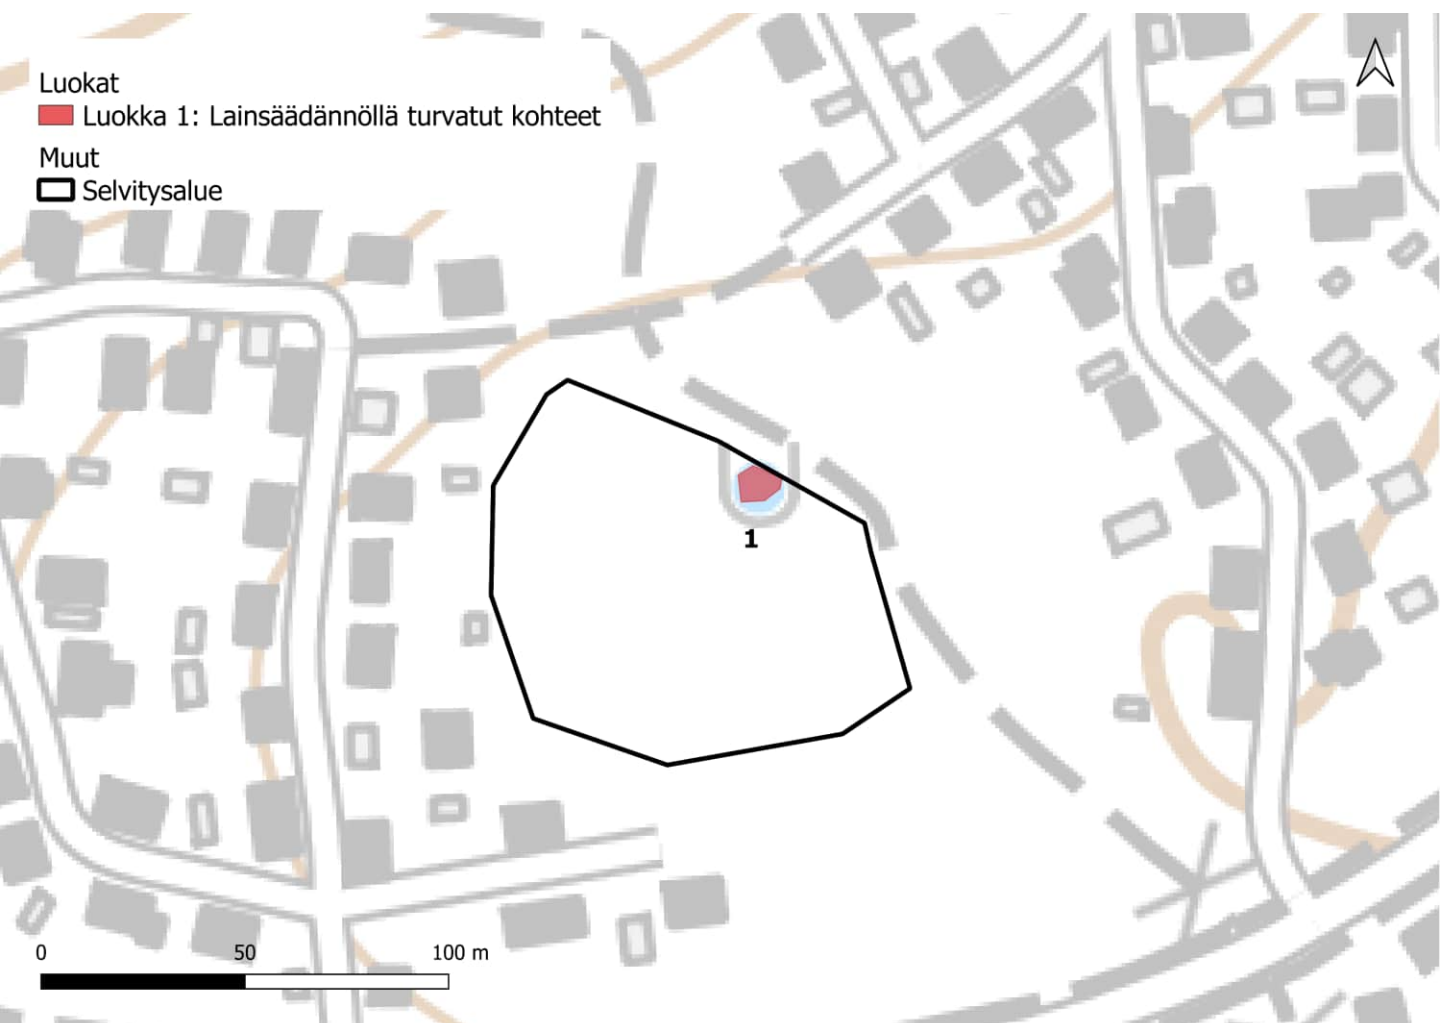 Luokat
Luokka 1: Lainsäädännöllä turvatut kohteet
Muut
Selvitysalue
1
0 50 100 m